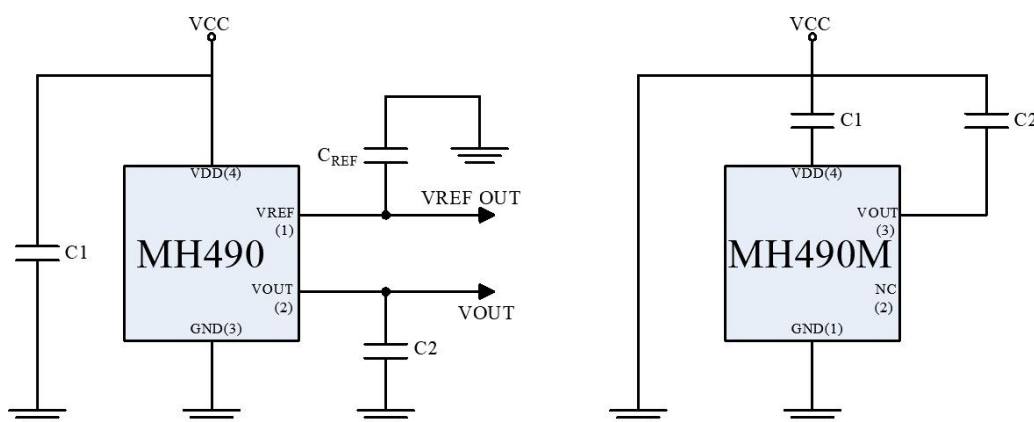 VCC
VDD(4)
C1
MH490
VREF
(1)
VOUT
(2)
GND(3)
CREF
VREF OUT
VOUT
C2
VCC
C1
C2
VDD(4)
VOUT
(3)
MH490M
NC
(2)
GND(1)